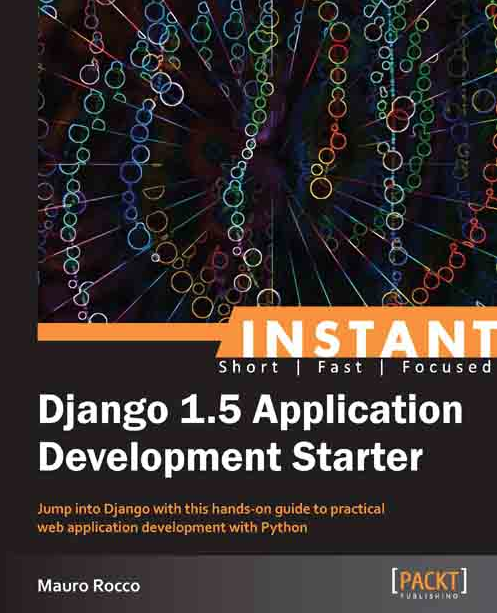 INSTANT
Short | Fast | Focused
Django 1.5 Application
Development Starter
Jump into Django with this hands-on guide to practical
web application development with Python
Mauro Rocco
[PACKT]
PUBLISHING